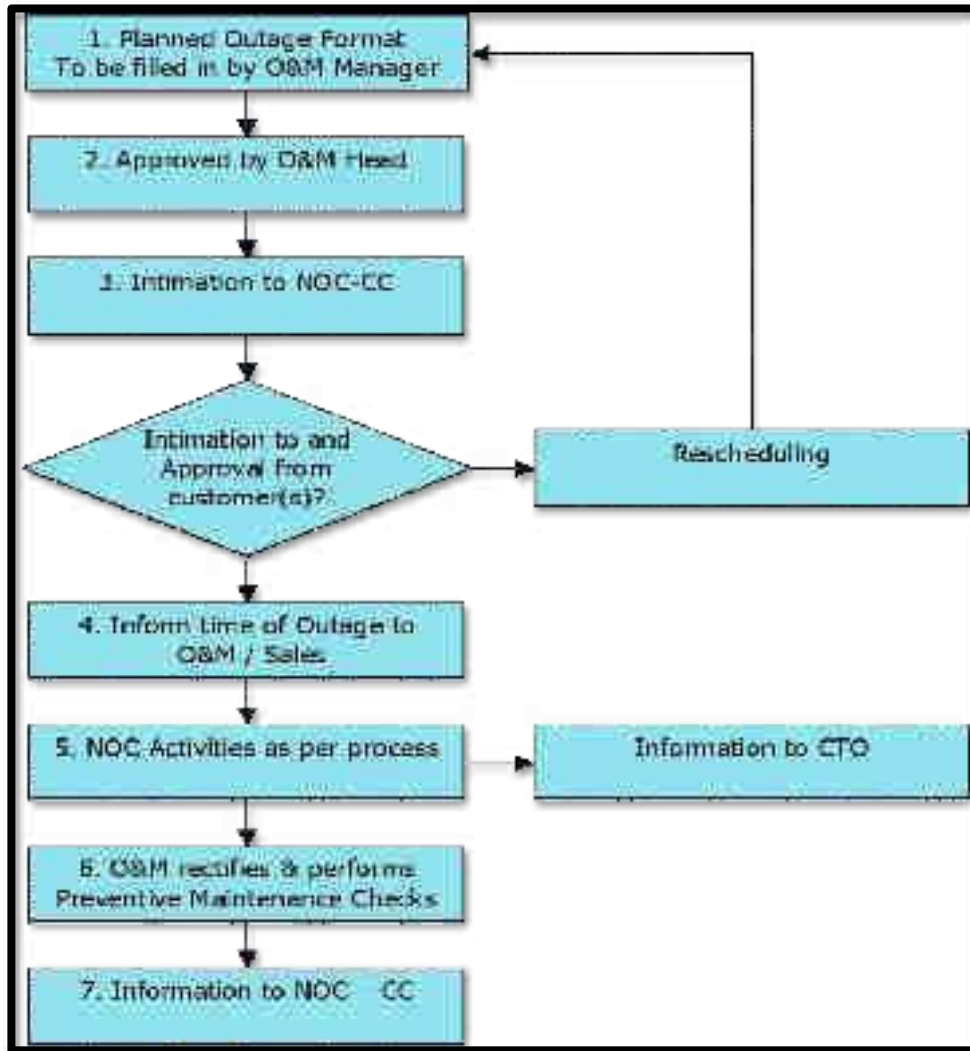 1. Planned Outage Format
To be filled in by O&M Manager
2. Approved by O&M Head
3. Intimation to NOC-CC
Intimation to and
Approval from
customer(s)?
Rescheduling
4. Inform time of Outage to
O&M / Sales
5. NOC Activities as per process
Information to CTO
6. O&M rectifies & performs
Preventive Maintenance Checks
7. Information to NOC CC